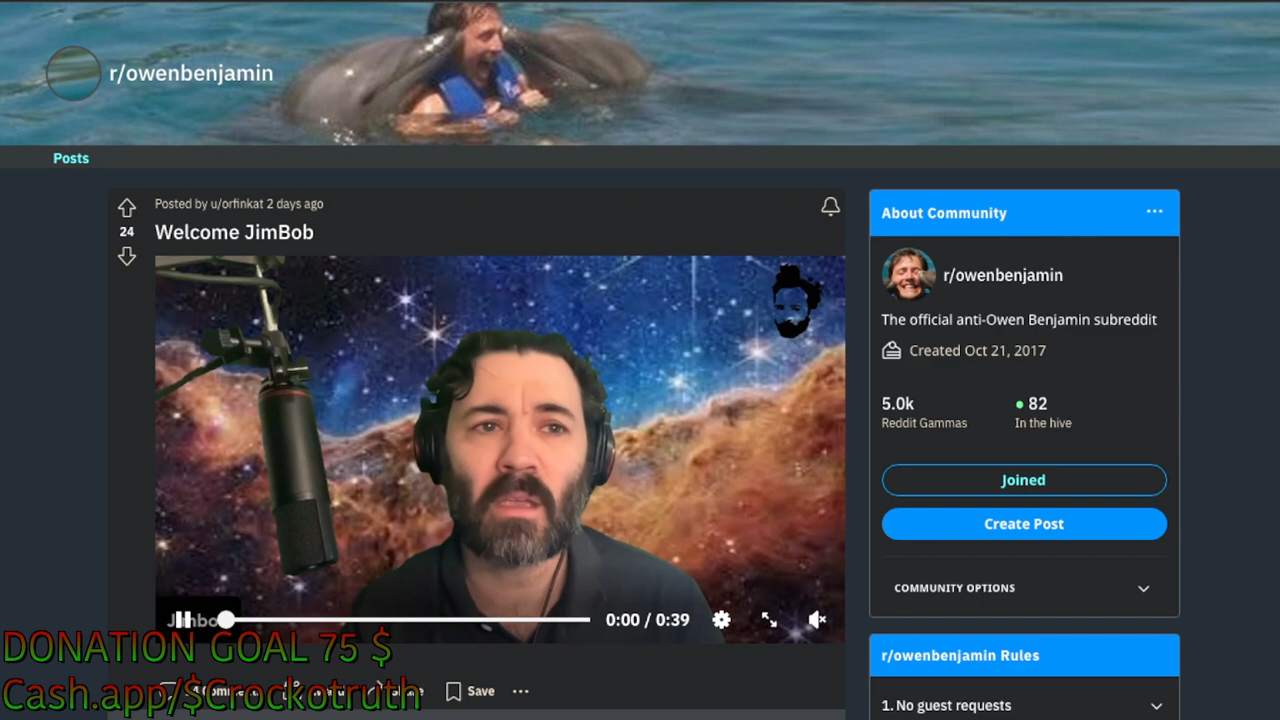 r/owenbenjamin
Posts
Posted by u/orfinkat 2 days ago
24
Welcome JimBob
0:00 / 0:39
Save
DONATION GOAL 75 $
Cash.app/$Crockotruth
About Community
r/owenbenjamin
The official anti-Owen Benjamin subreddit
Created Oct 21, 2017
5.0k
82
Reddit Gammas
In the hive
Joined
Create Post
COMMUNITY OPTIONS
r/owenbenjamin Rules
1. No guest requests